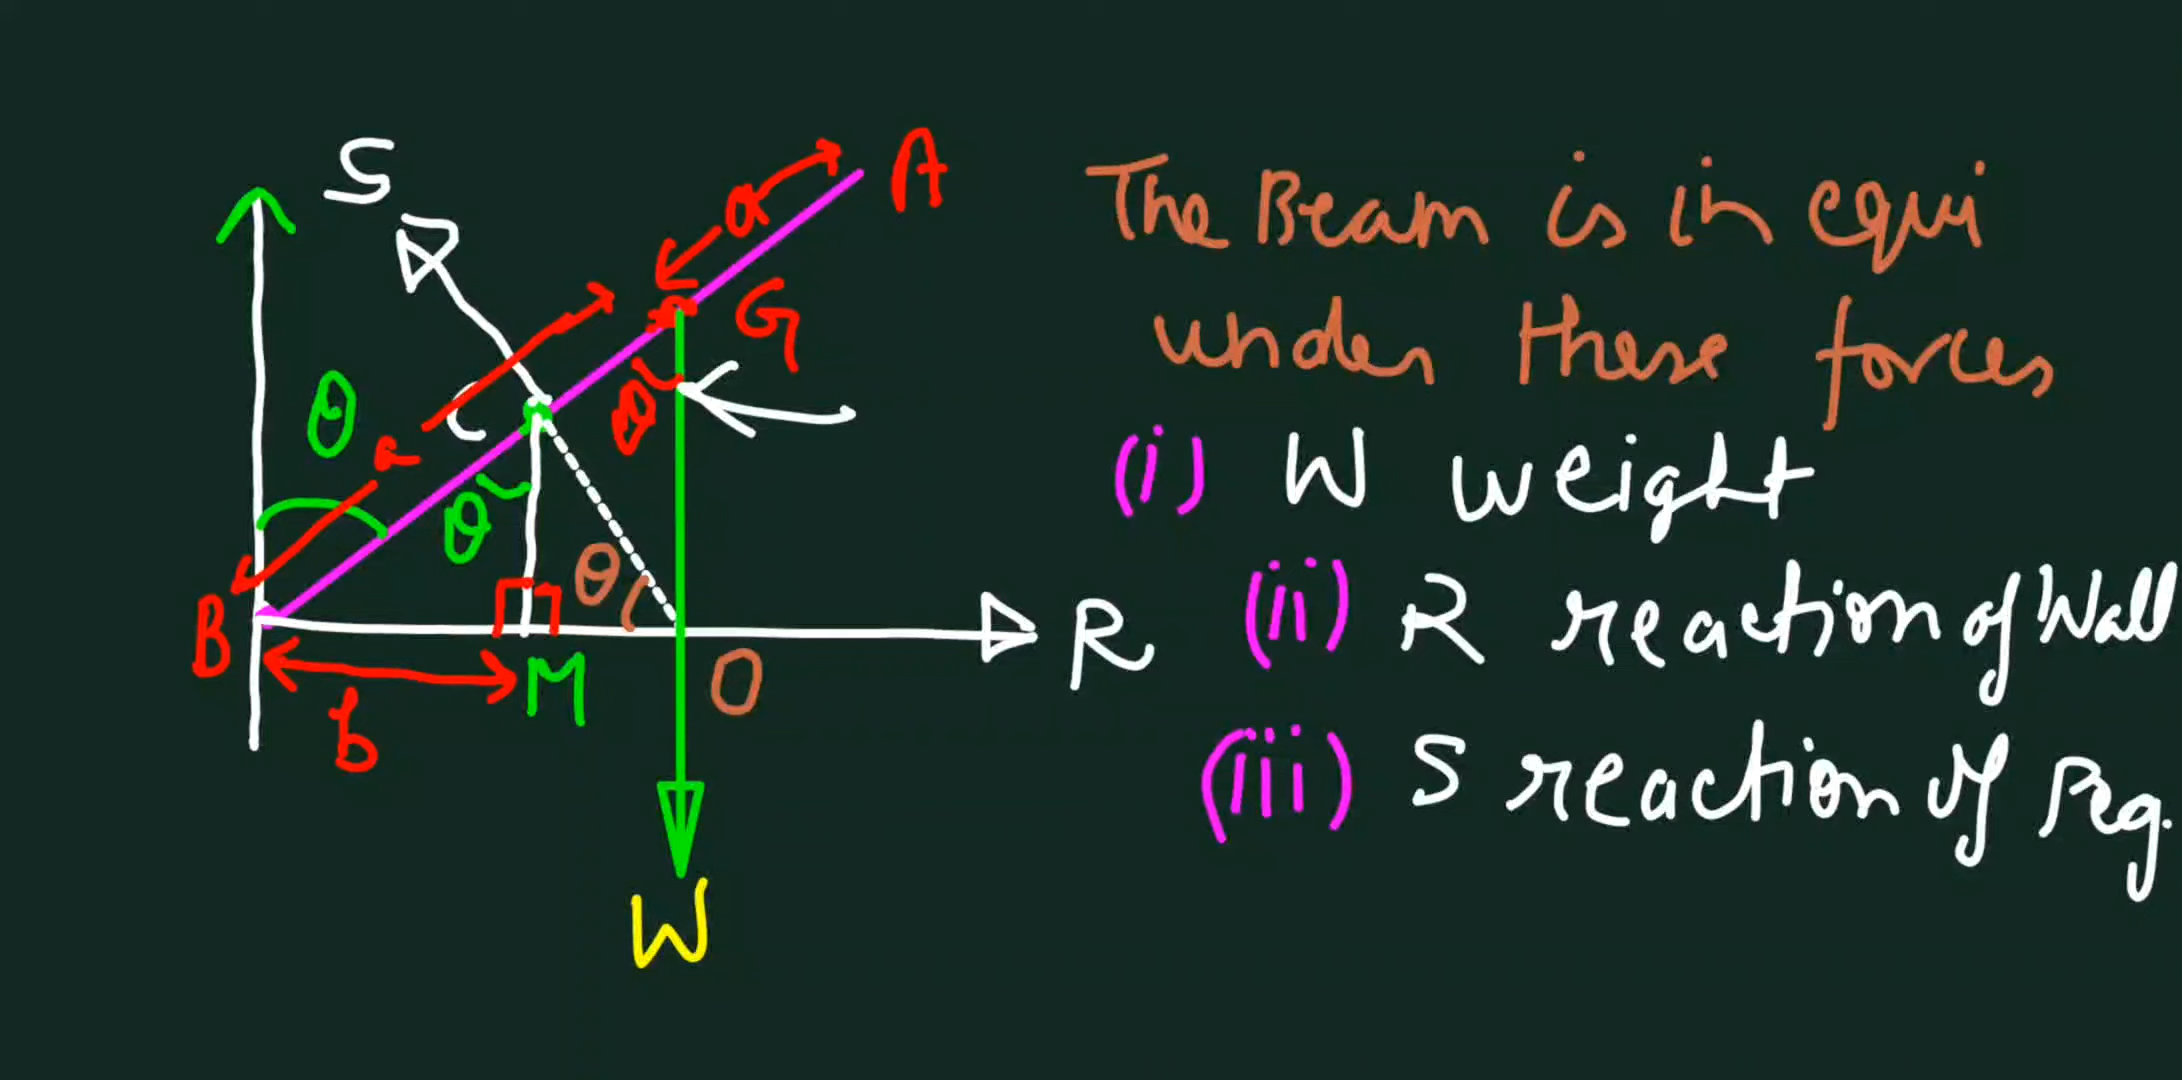 S
A
a
G
θ
C
a
θ
θ
θ
B
M
O
R
b
W
The Beam is in equi
under these forces
(i) W weight
(ii) R reaction of Wall
(iii) S reaction of Peg.